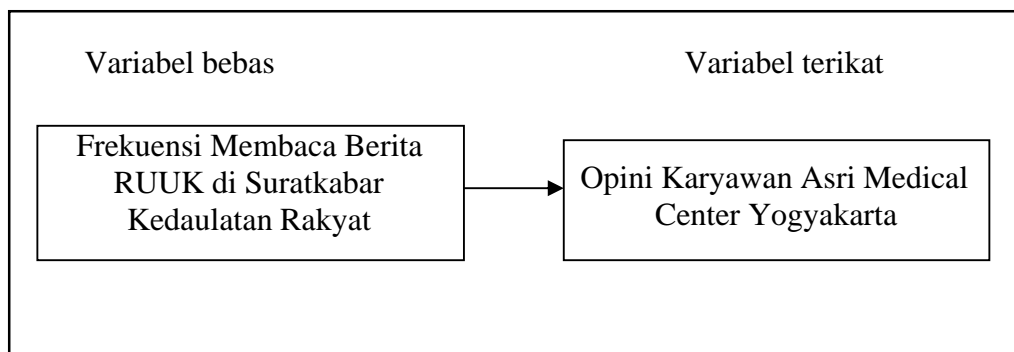 Variabel bebas
Variabel terikat
Frekuensi Membaca Berita
RUUK di Suratkabar
Kedaulatan Rakyat
Opini Karyawan Asri Medical
Center Yogyakarta